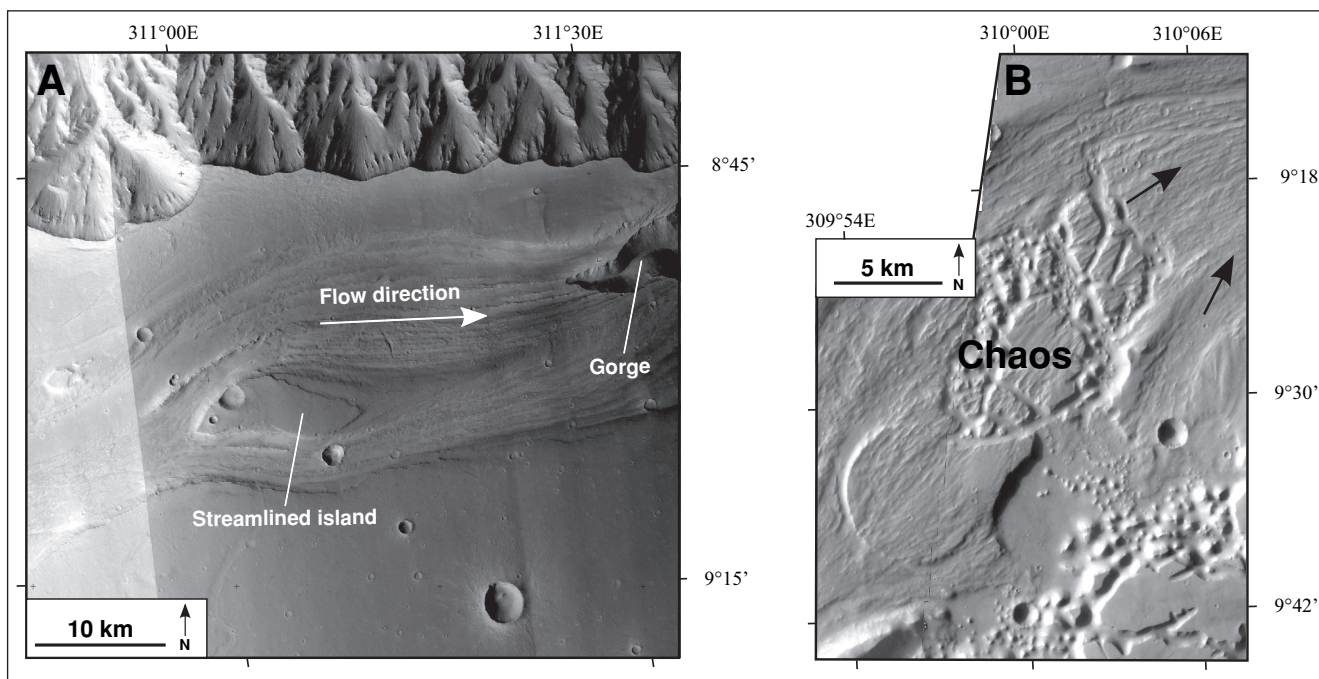 311°00E
311°30E
A
8°45'
Flow direction
Gorge
Streamlined island
9°15'
10 km
N
310°00E
310°06E
B
9°18
309°54E
5 km
N
Chaos
9°30'
9°42'